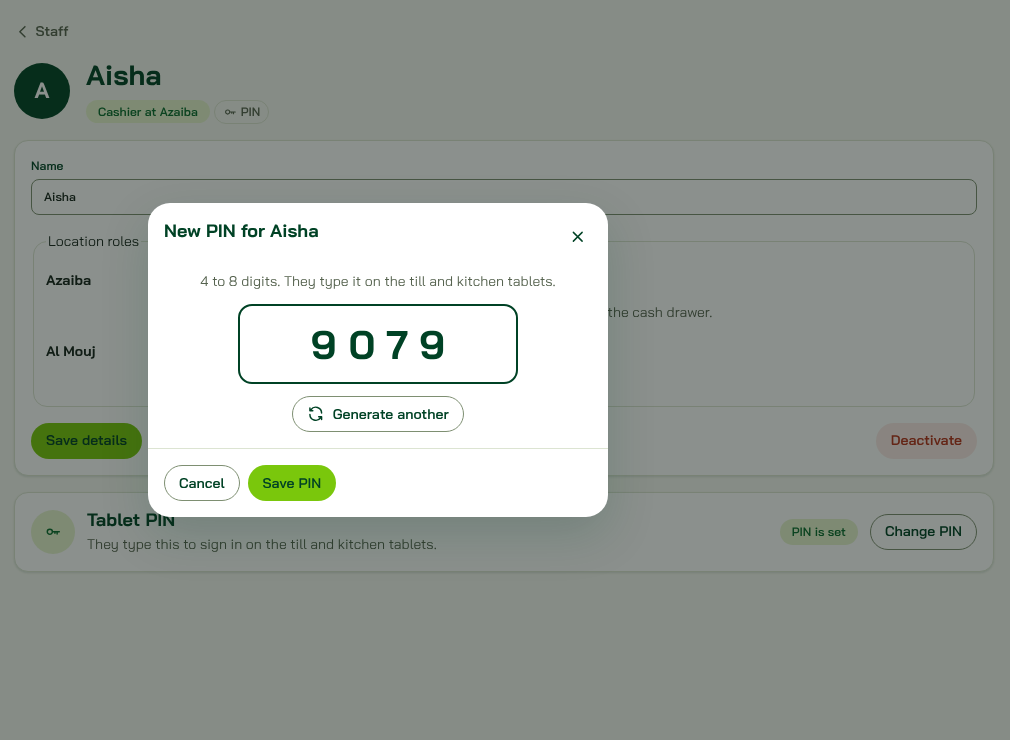 Staff
A
Aisha
Cashier at Azaiba
PIN
Name
Aisha
Location roles
Azaiba
the cash drawer.
Al Mouj
Save details
Deactivate
New PIN for Aisha
4 to 8 digits. They type it on the till and kitchen tablets.
9079
Generate another
Cancel
Save PIN
Tablet PIN
They type this to sign in on the till and kitchen tablets.
PIN is set
Change PIN